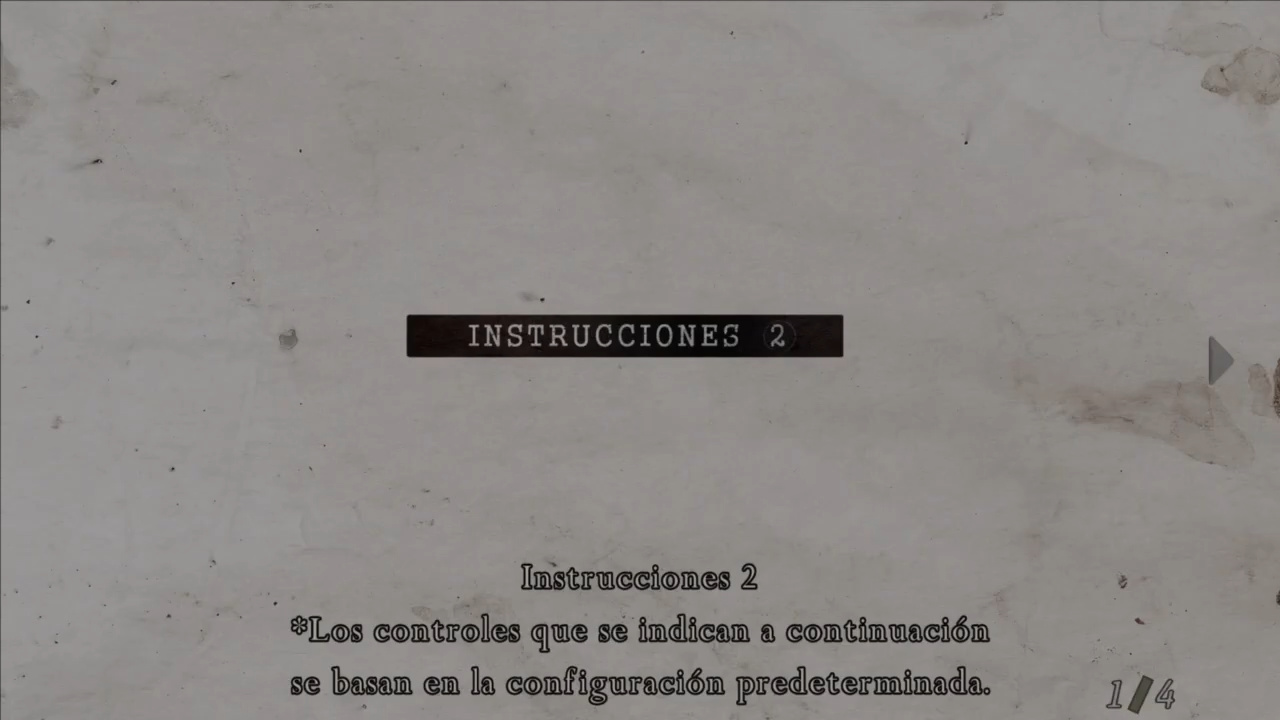 INSTRUCCIONES 2
Instrucciones 2
*Los controles que se indican a continuación
se basan en la configuración predeterminada.
1/4